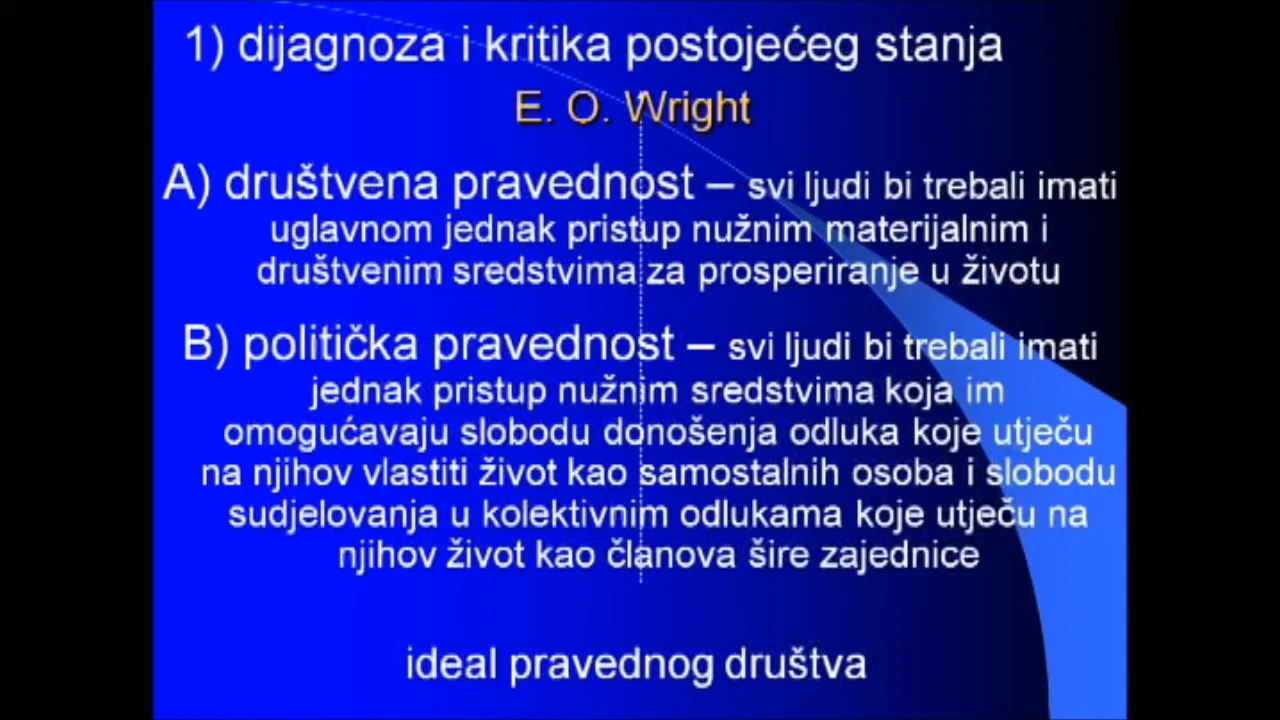 1) dijagnoza i kritika postojećeg stanja
E. O. Wright
A) društvena pravednost – svi ljudi bi trebali imati
uglavnom jednak pristup nužnim materijalnim i
društvenim sredstvima za prosperiranje u životu
B) politička pravednost – svi ljudi bi trebali imati
jednak pristup nužnim sredstvima koja im
omogućavaju slobodu donošenja odluka koje utječu
na njihov vlastiti život kao samostalnih osoba i slobodu
sudjelovanja u kolektivnim odlukama koje utječu na
njihov život kao članova šire zajednice
ideal pravednog društva